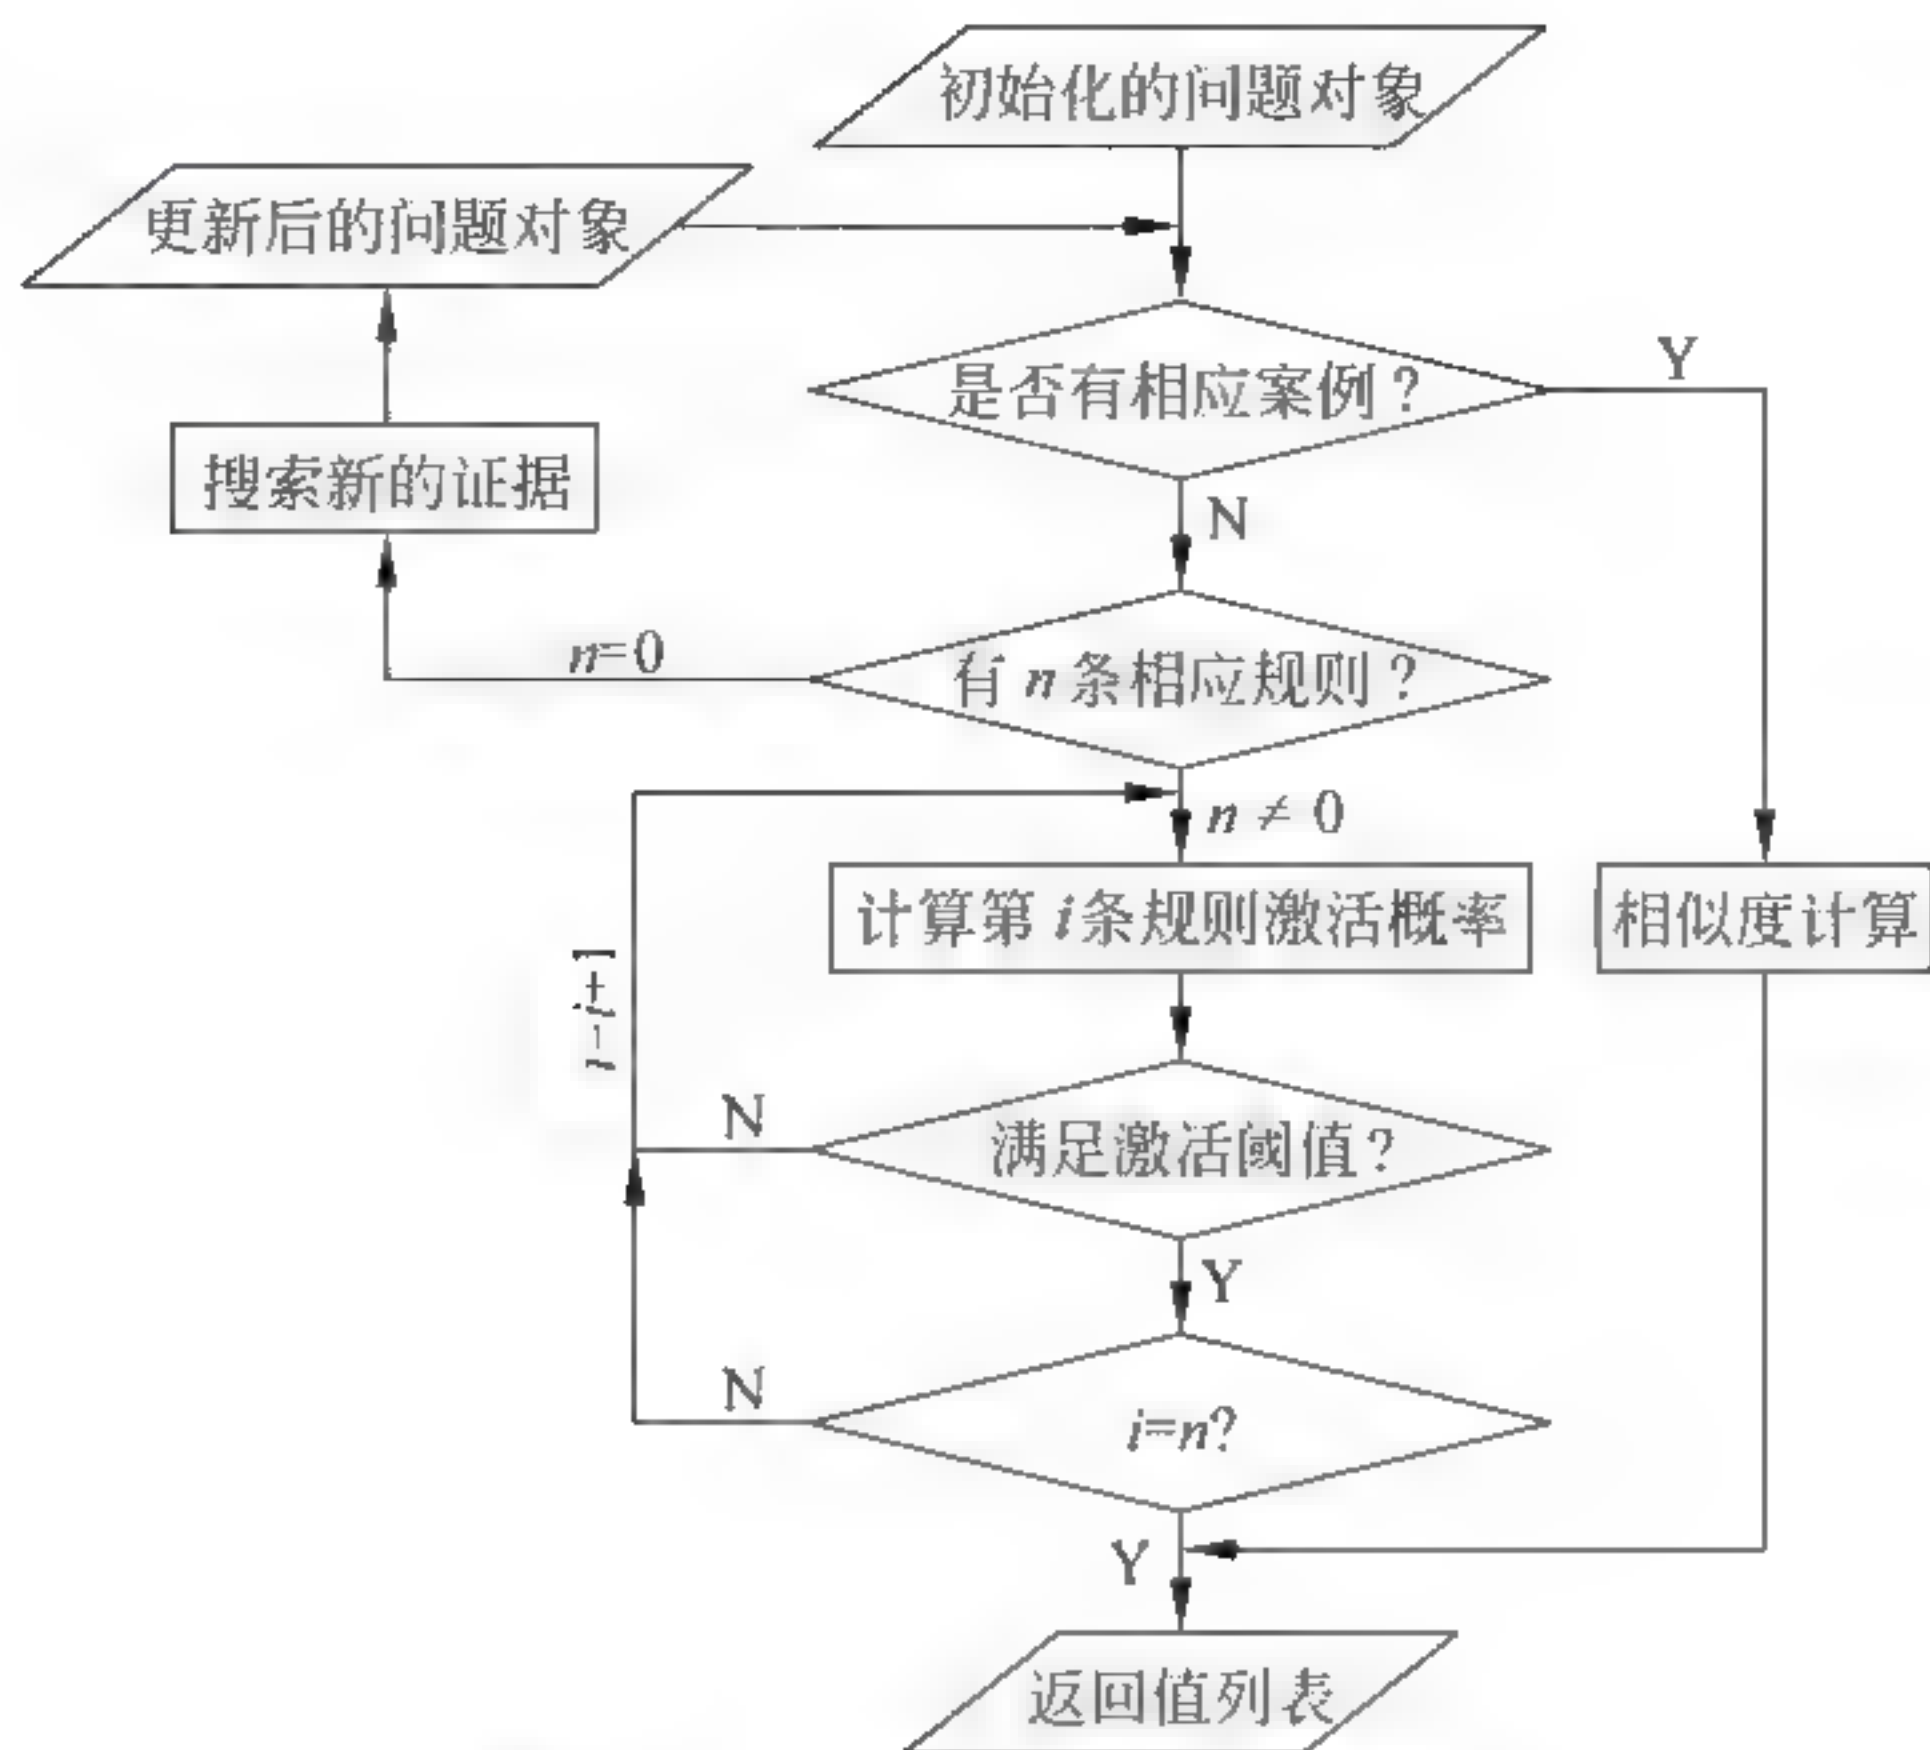 初始化的问题对象
更新后的问题对象
是否有相应案例？
Y
搜索新的证据
N
n=0
有 n 条相应规则？
n ≠ 0
计算第 i条规则激活概率
相似度计算
i=i+1
N
满足激活阈值？
Y
N
i=n?
Y
返回值列表